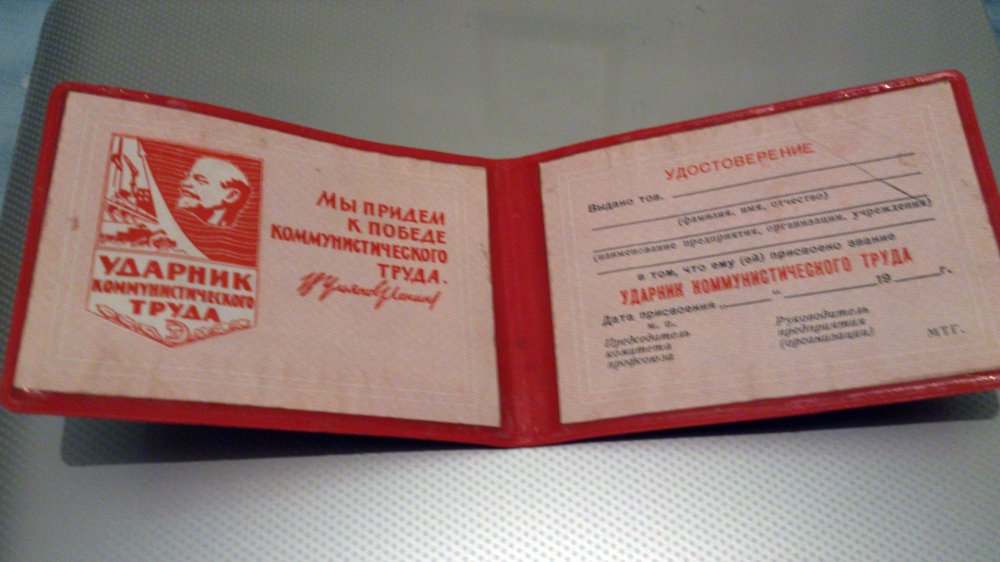 УДАРНИК
КОММУНИСТИЧЕСКОГО
ТРУДА
МЫ ПРИДЕМ
К ПОБЕДЕ
КОММУНИСТИЧЕСКОГО
ТРУДА.
УДОСТОВЕРЕНИЕ
Выдано тов.
(фамилия, имя, отчество)
(наименование предприятия, организации, учреждения)
в том, что ему (ей) присвоено звание
УДАРНИК КОММУНИСТИЧЕСКОГО ТРУДА
Дата присвоения „ “ 19 г.
м. п.
Председатель
комитета
профсоюза
Руководитель
предприятия
(организации)
МТГ.